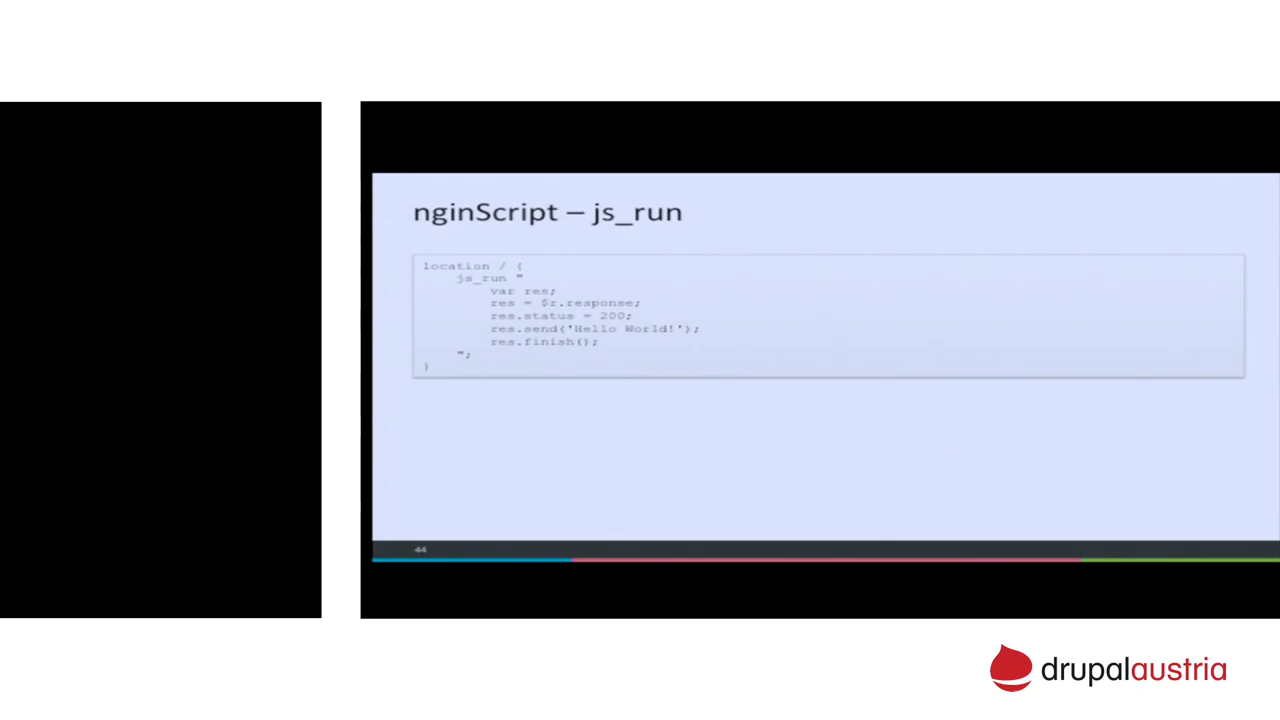 nginScript – js_run
location / {
js_run "
var res;
res = $r.response;
res.status = 200;
res.send('Hello World!');
res.finish();
";
}
44
drupalaustria